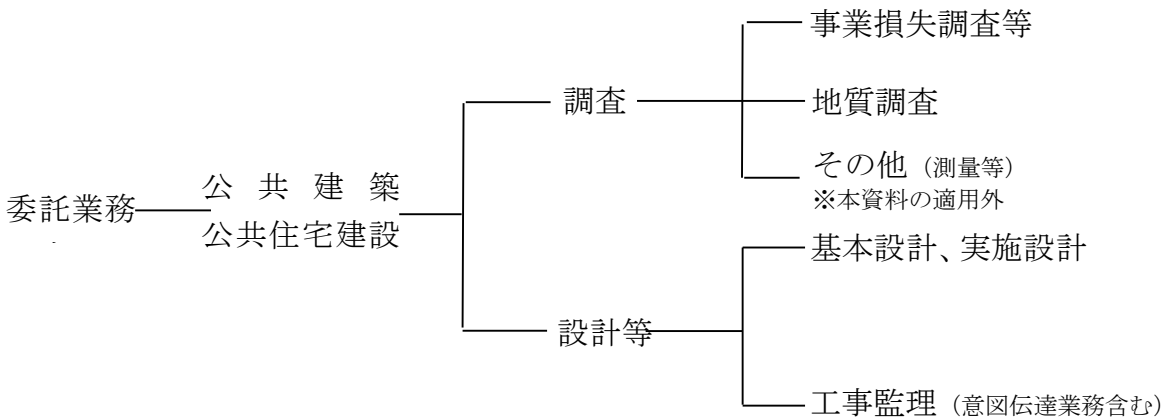 事業損失調査等
調査
地質調査
その他（測量等）
※本資料の適用外
委託業務
公共建築
公共住宅建設
基本設計、実施設計
設計等
工事監理（意図伝達業務含む）